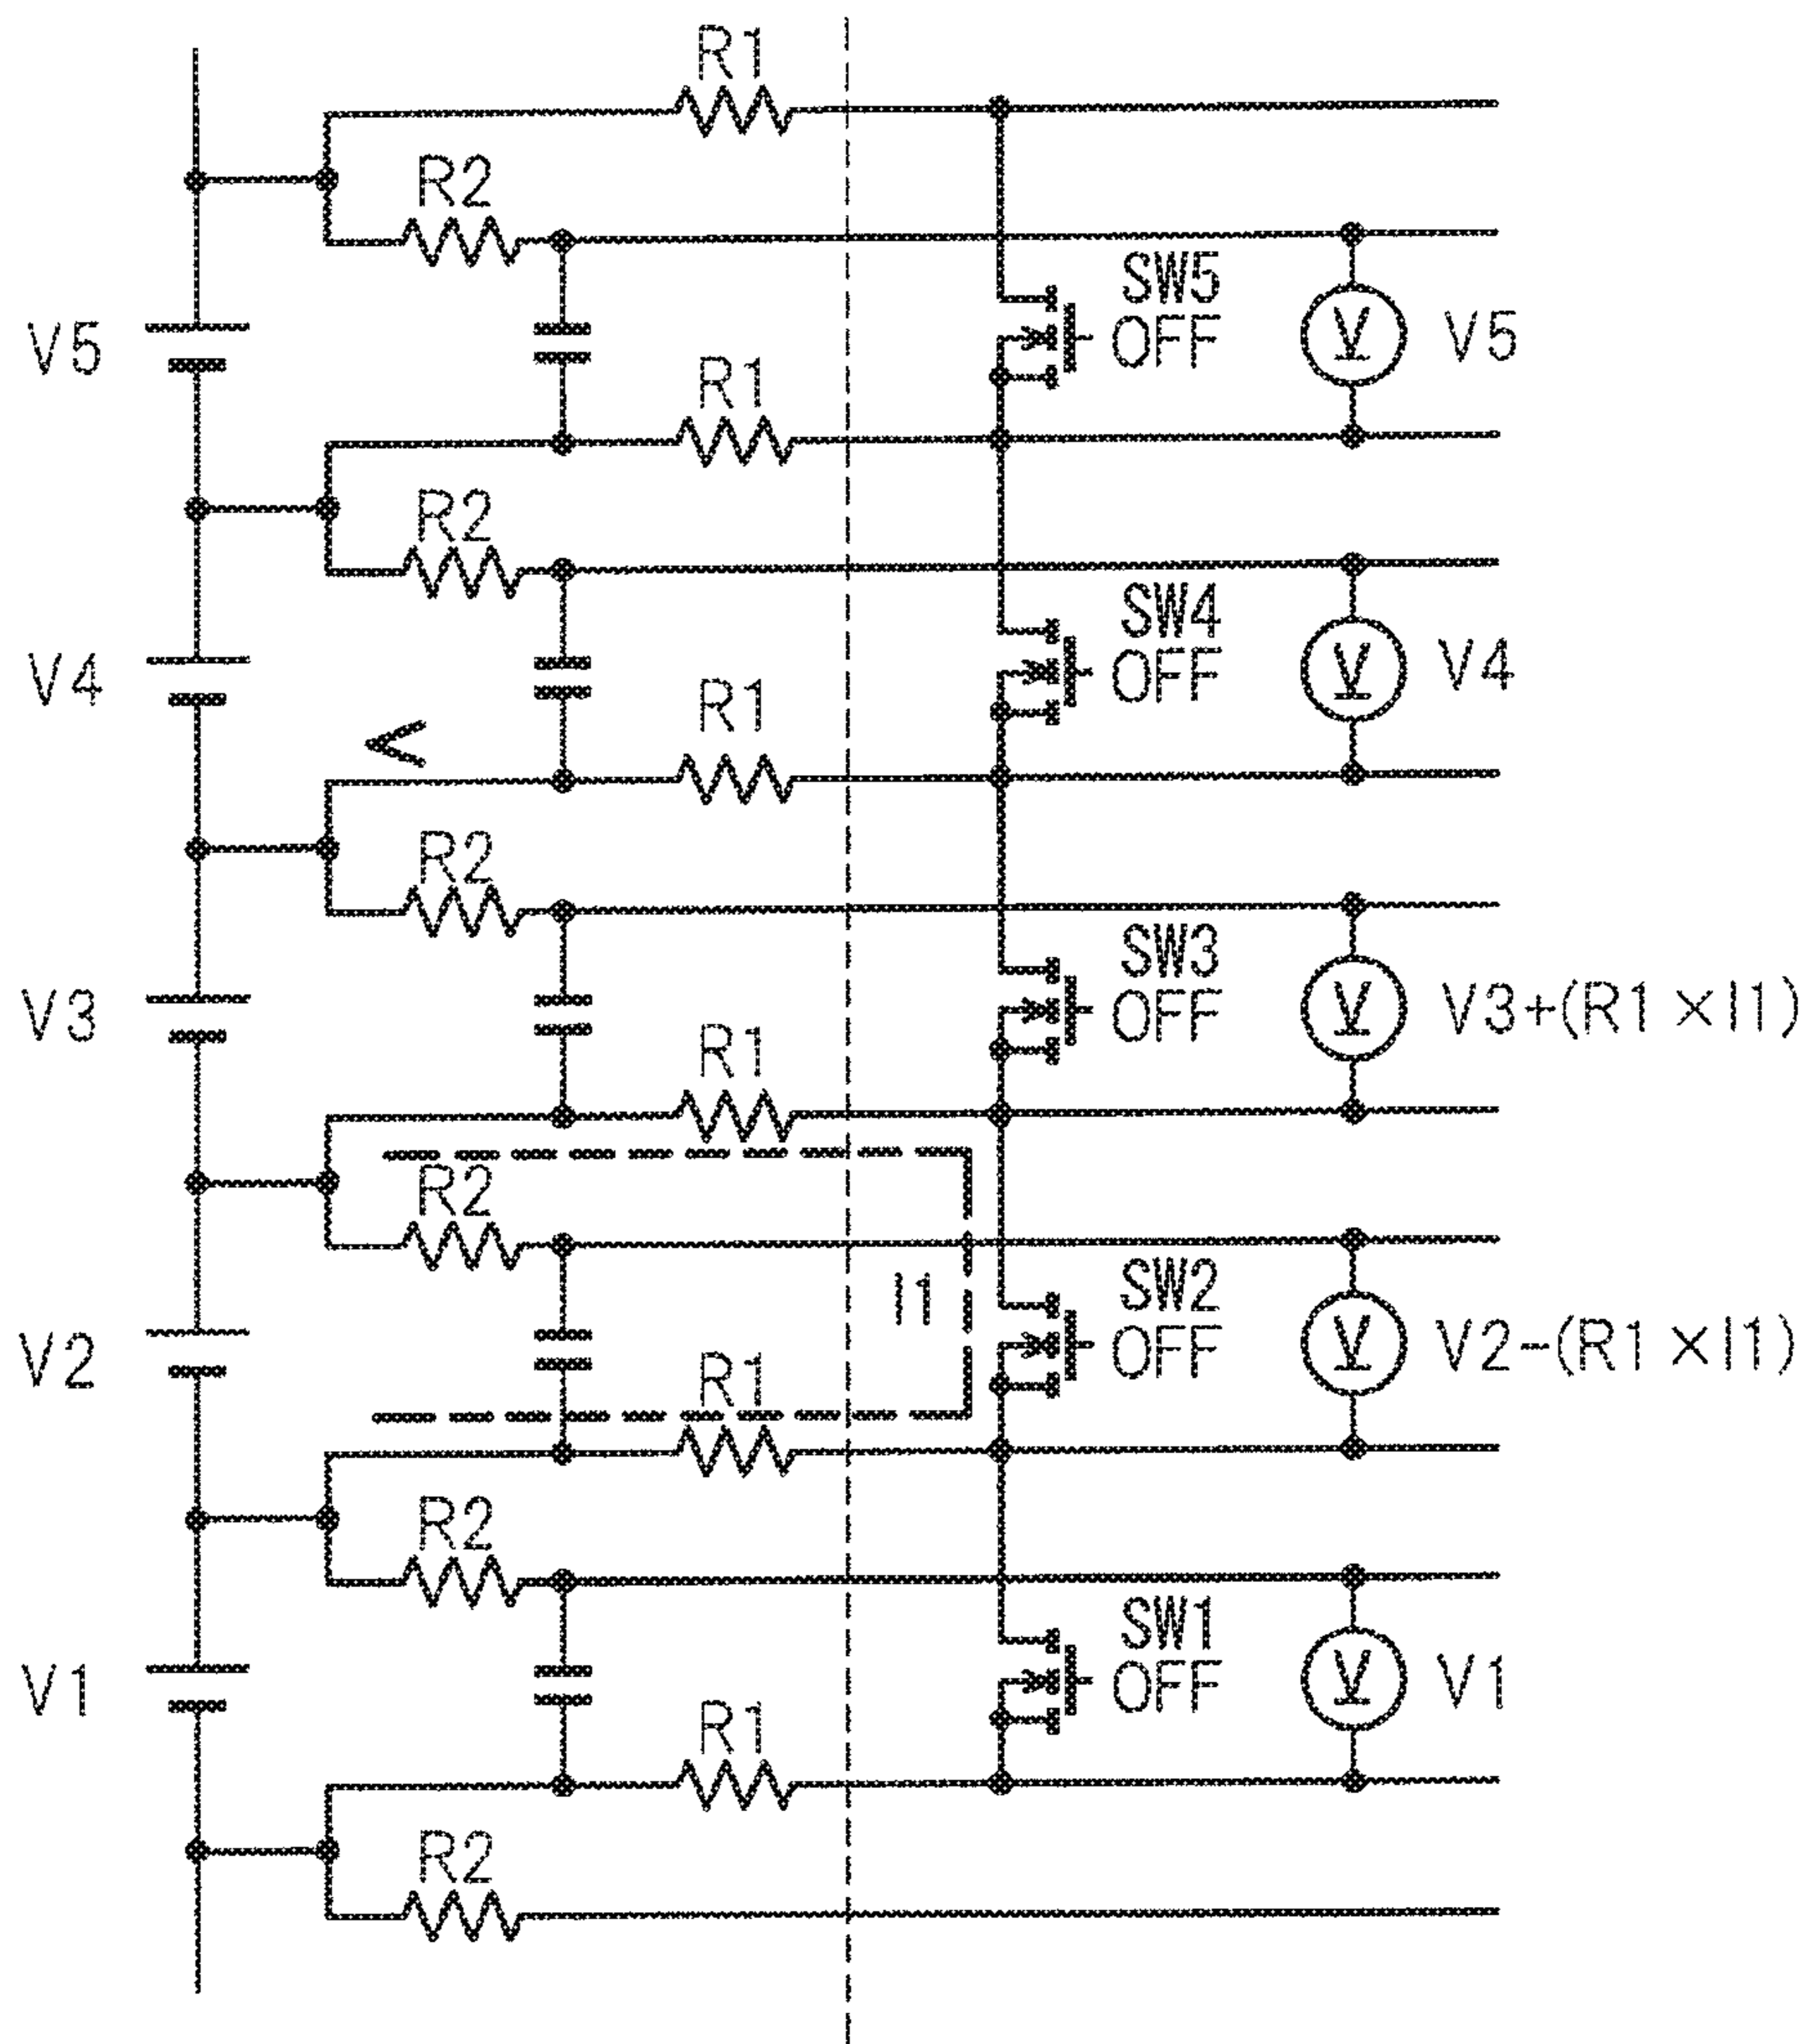 R1
R2
SW5
OFF
V
V5
V5
R1
R2
SW4
OFF
V
V4
V4
R1
R2
SW3
OFF
V
V3+(R1×I1)
V3
R1
R2
I1
SW2
OFF
V
V2-(R1×I1)
V2
R1
R2
SW1
OFF
V
V1
V1
R1
R2